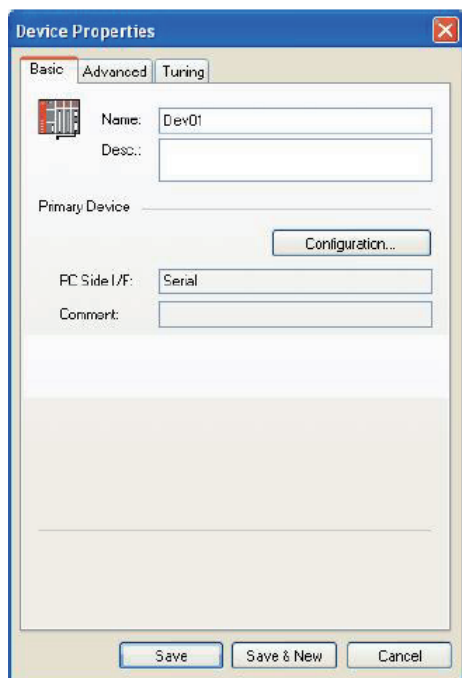 Device Properties
Basic Advanced Tuning
Name: Dev01
Desc.:
Primary Device
Configuration...
PC Side I/F: Serial
Comment:
Save Save & New Cancel